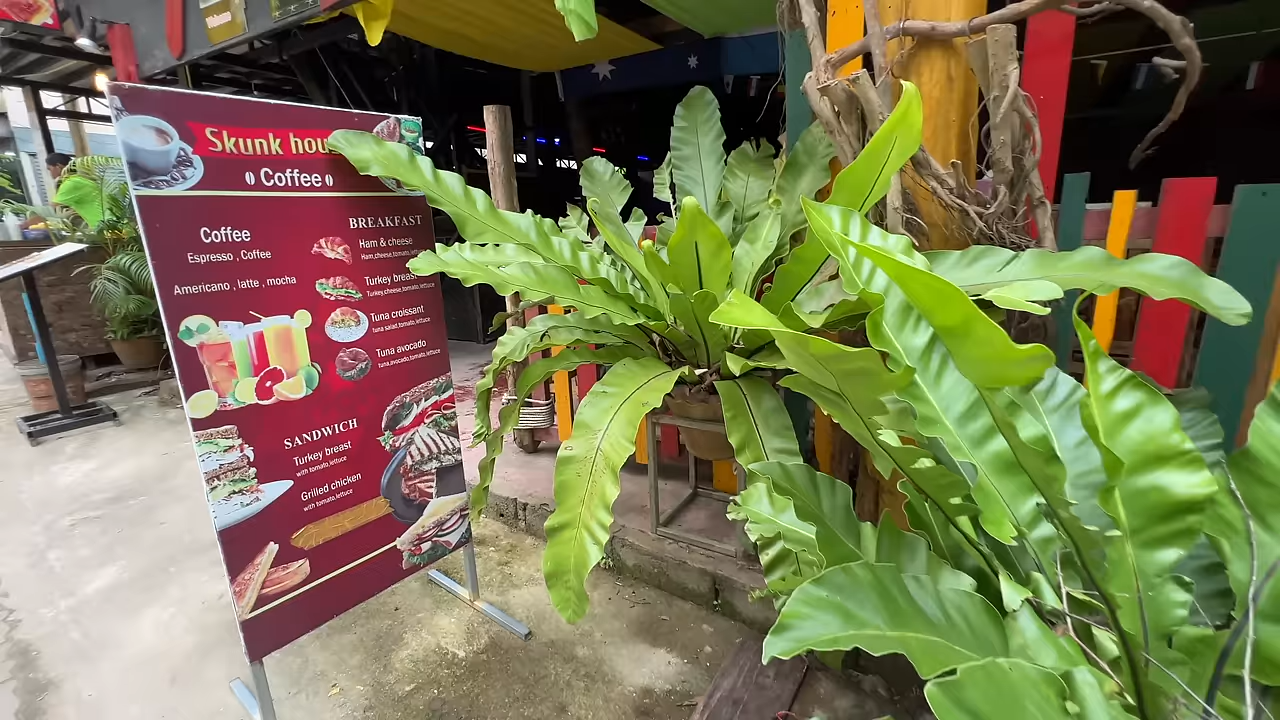 Skunk hou
Coffee
Coffee
Espresso , Coffee
Americano , latte , mocha
BREAKFAST
Ham & cheese
Ham,cheese,tomato,
Turkey breast
Turkey,cheese,tomato,lettuce
Tuna croissant
tuna salad,tomato,lettuce
Tuna avocado
tuna,avocado,tomato,lettuce
SANDWICH
Turkey breast
with tomato,lettuce
Grilled chicken
with tomato,lettuce